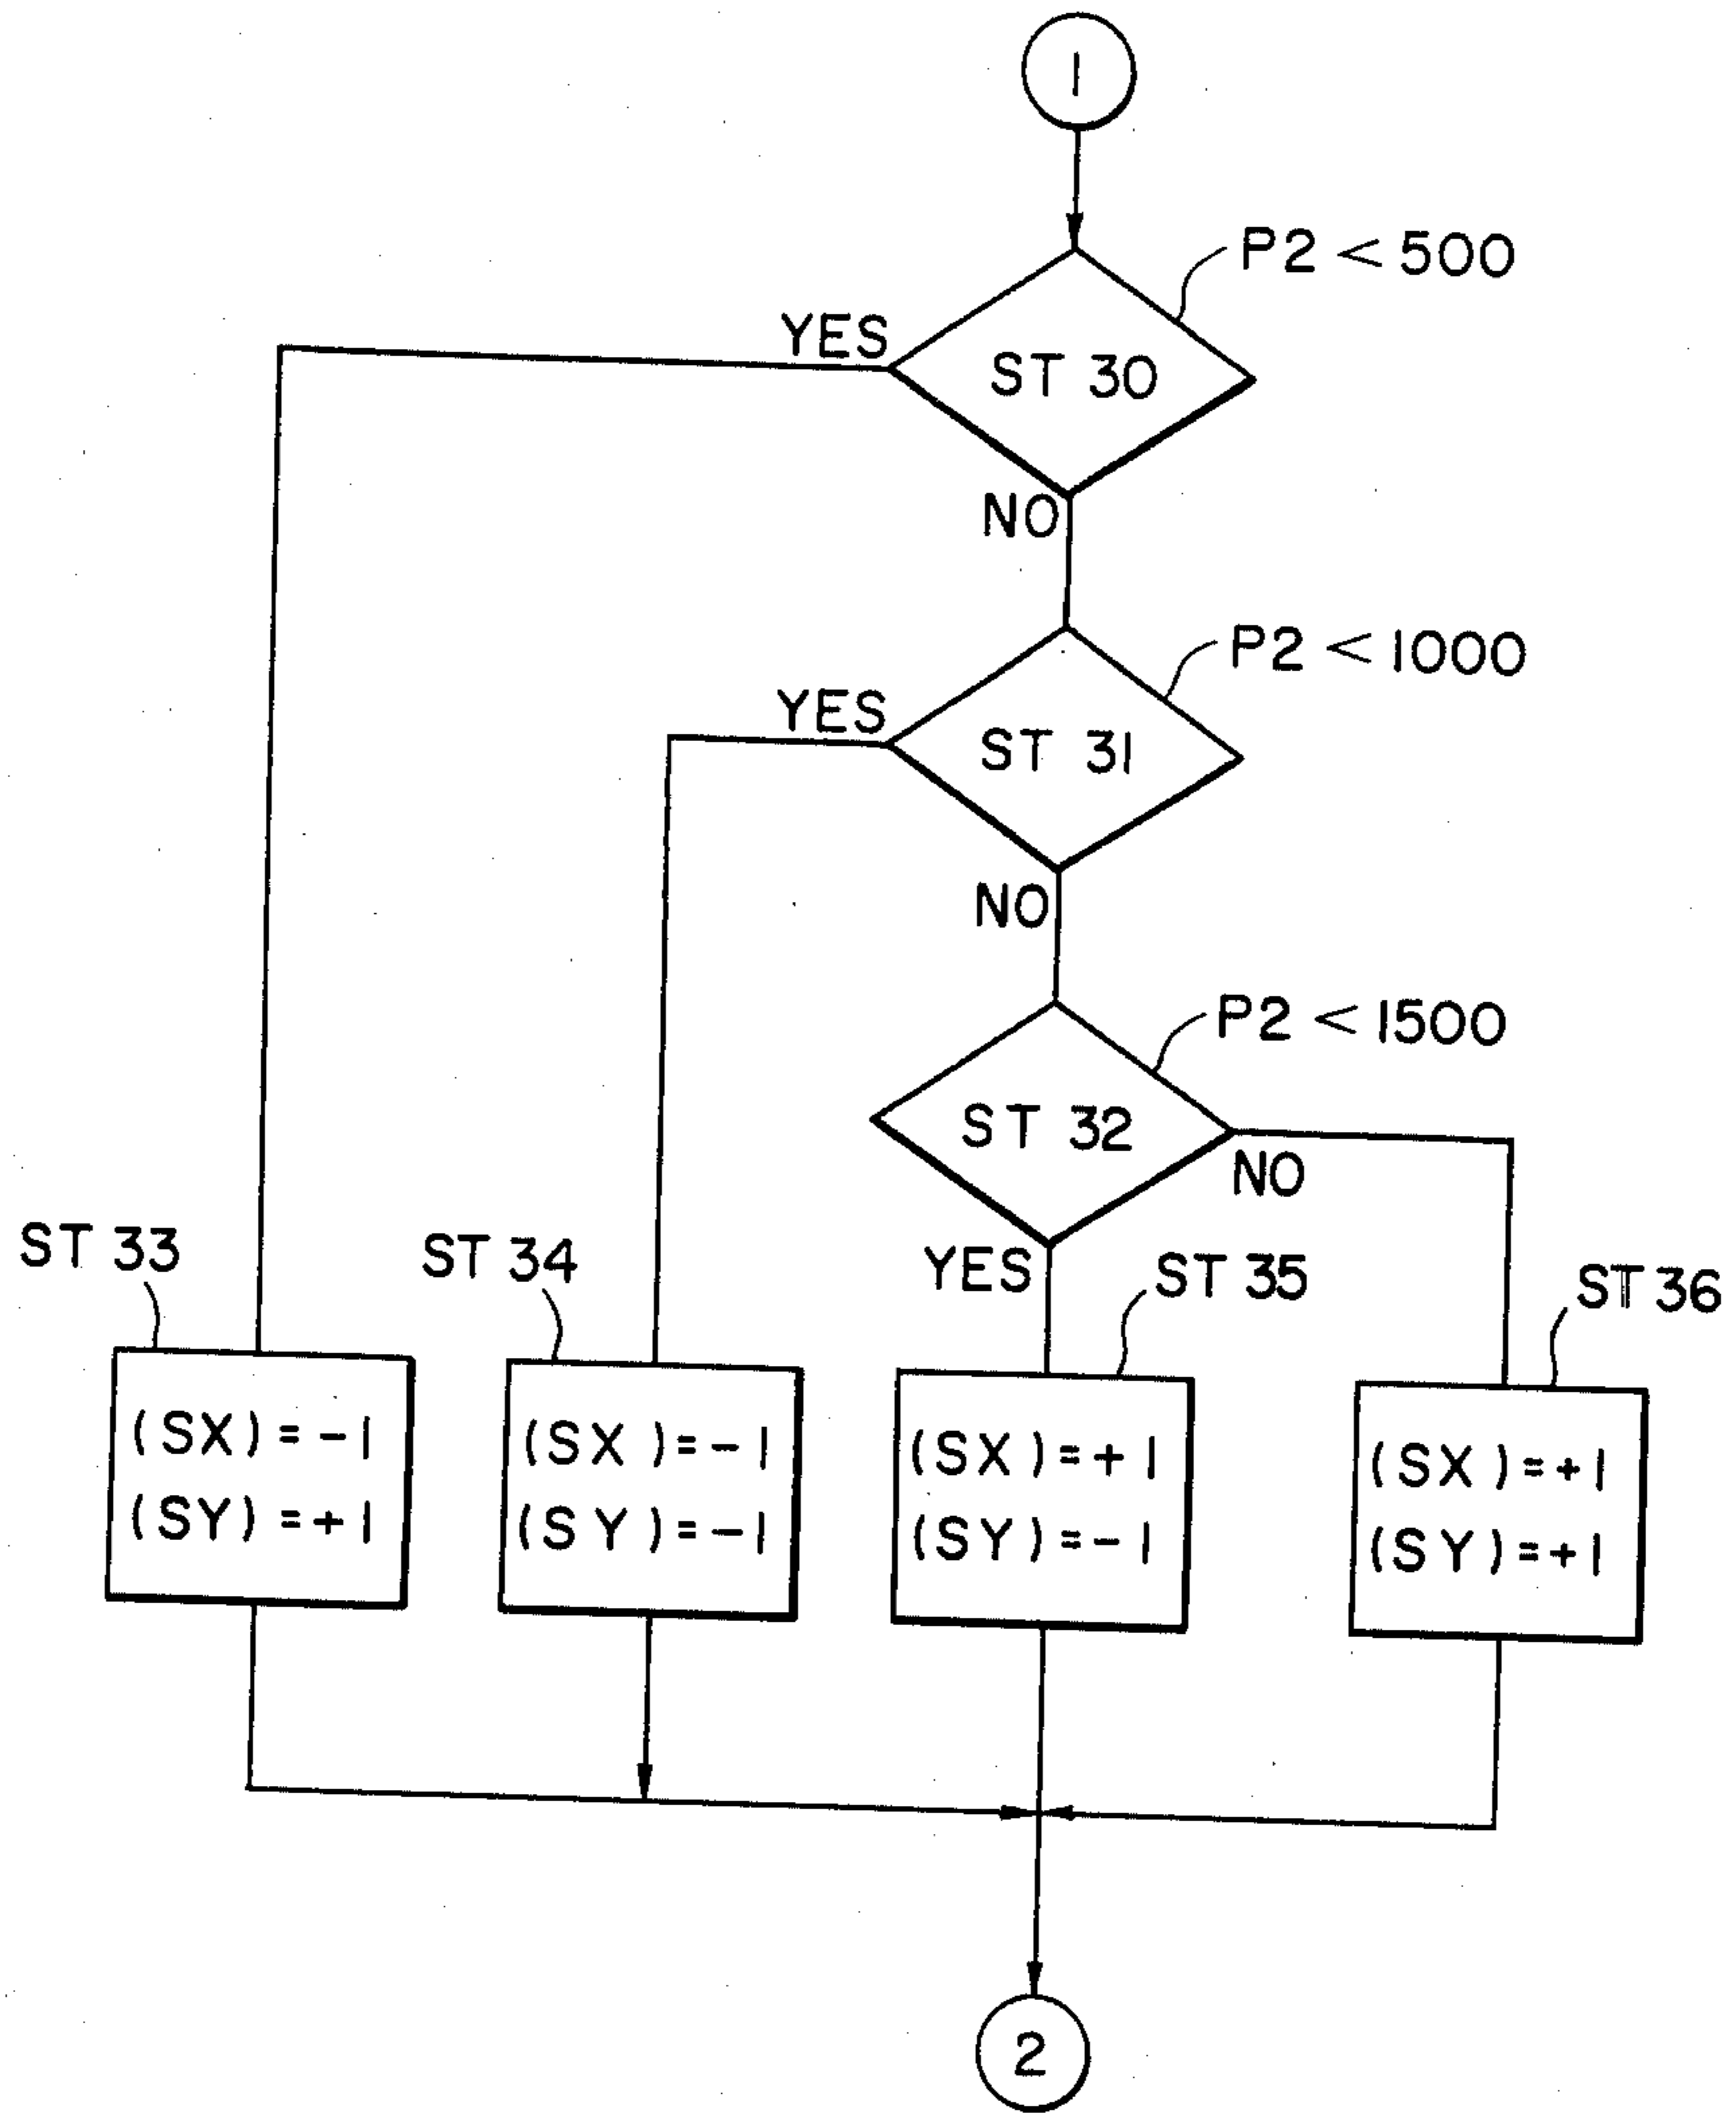 1
P2 < 500
YES
ST 30
NO
P2 < 1000
YES
ST 31
NO
P2 < 1500
ST 32
NO
YES
ST 33
ST 34
ST 35
ST 36
(SX) = -1
(SY) = +1
(SX) = -1
(SY) = -1
(SX) = +1
(SY) = -1
(SX) = +1
(SY) = +1
2